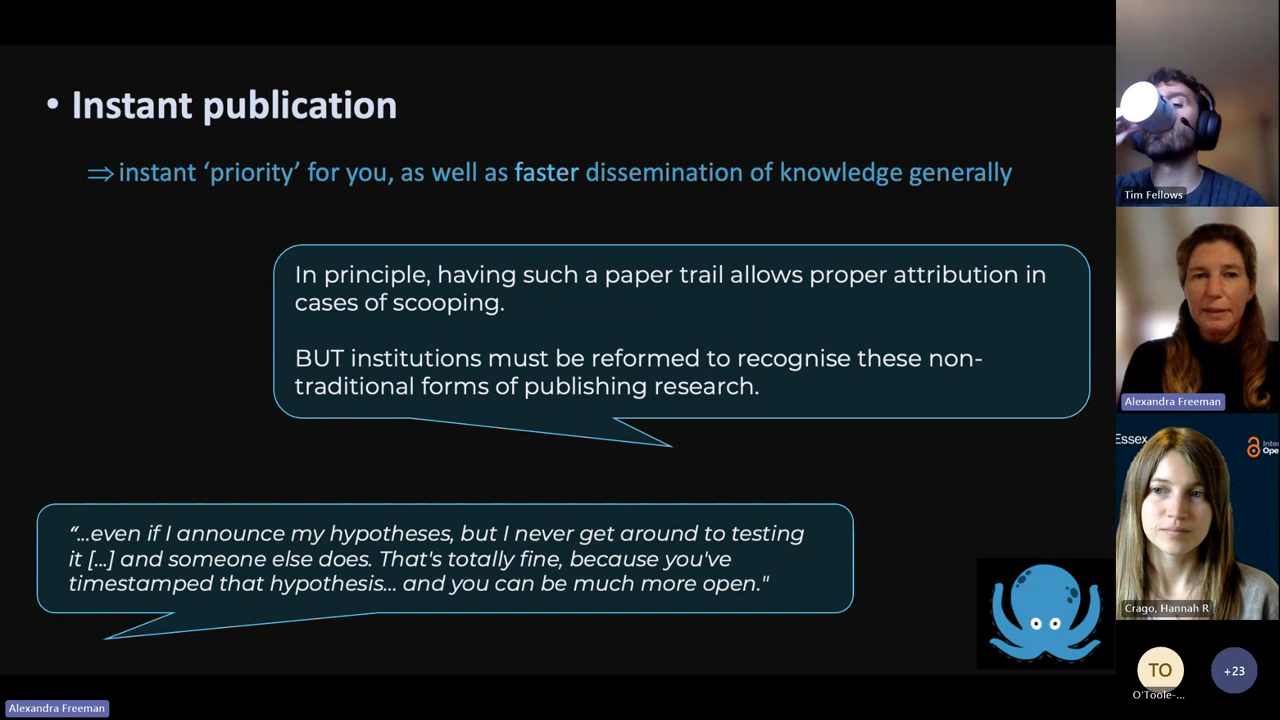 • Instant publication
⇒ instant ‘priority’ for you, as well as faster dissemination of knowledge generally
In principle, having such a paper trail allows proper attribution in
cases of scooping.
BUT institutions must be reformed to recognise these non-
traditional forms of publishing research.
“...even if I announce my hypotheses, but I never get around to testing
it [...] and someone else does. That's totally fine, because you've
timestamped that hypothesis... and you can be much more open."
Alexandra Freeman
Tim Fellows
Alexandra Freeman
Essex
Inte
Ope
Crago, Hannah R
TO
O'Toole-...
+23